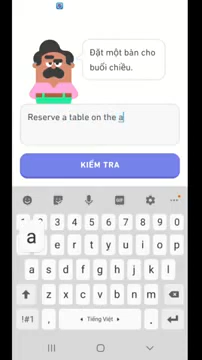 Đặt một bàn cho
buổi chiều.
Reserve a table on the a
KIỂM TRA
GIF
1 2 3 4 5 6 7 8 9 0
a e r t y u i o p
a s d f g h j k l
z x c v b n m
!#1 , Tiếng Việt .